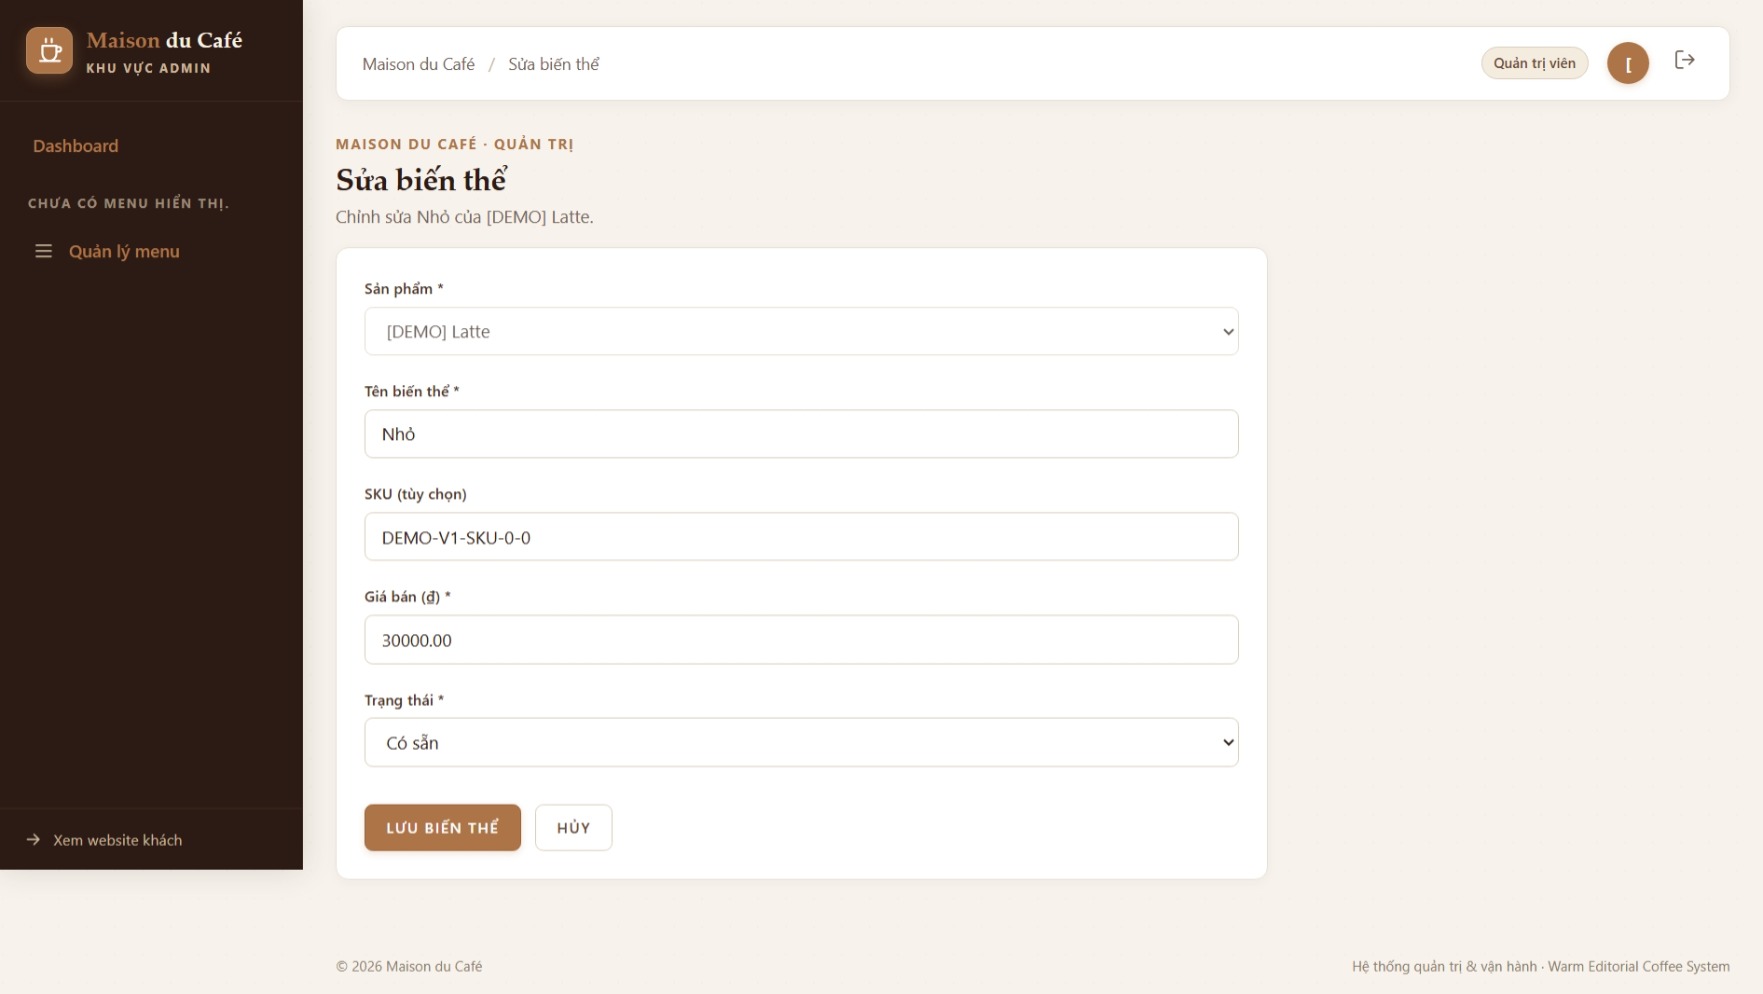 Maison du Café
KHU VỰC ADMIN
Dashboard
CHƯA CÓ MENU HIỂN THỊ.
Quản lý menu
Xem website khách
Maison du Café / Sửa biến thể
Quản trị viên
[
MAISON DU CAFÉ · QUẢN TRỊ
Sửa biến thể
Chỉnh sửa Nhỏ của [DEMO] Latte.
Sản phẩm *
[DEMO] Latte
Tên biến thể *
Nhỏ
SKU (tùy chọn)
DEMO-V1-SKU-0-0
Giá bán (₫) *
30000.00
Trạng thái *
Có sẵn
LƯU BIẾN THỂ
HỦY
© 2026 Maison du Café
Hệ thống quản trị & vận hành · Warm Editorial Coffee System